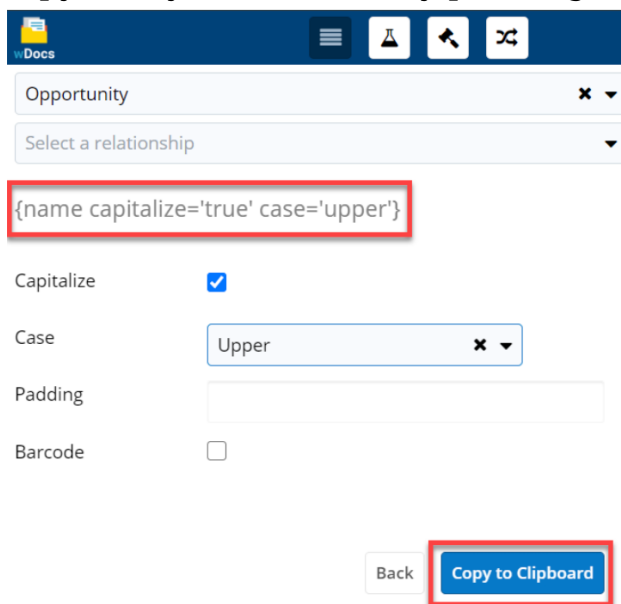 wDocs
Opportunity
Select a relationship
{name capitalize='true' case='upper'}
Capitalize
Case
Upper
Padding
Barcode
Back
Copy to Clipboard